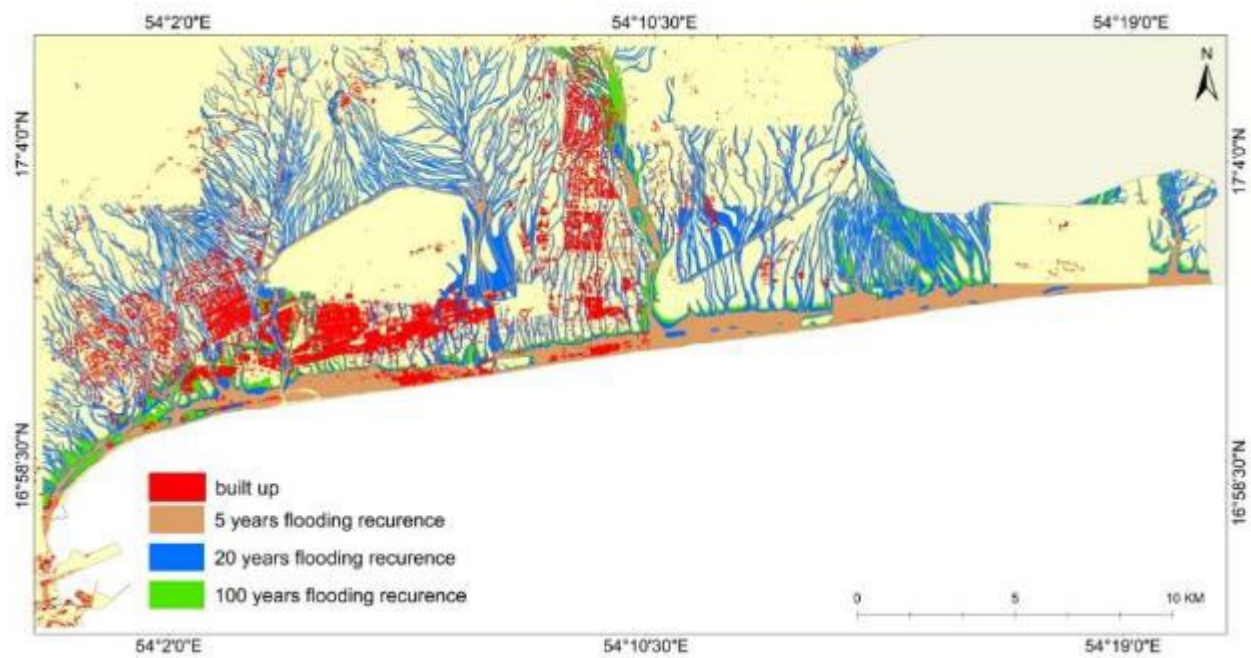 54°2'0"E 54°10'30"E 54°19'0"E
N
17°4'0"N 17°4'0"N
16°58'30"N 16°58'30"N
built up
5 years flooding recurence
20 years flooding recurence
100 years flooding recurence
0 5 10 KM
54°2'0"E 54°10'30"E 54°19'0"E